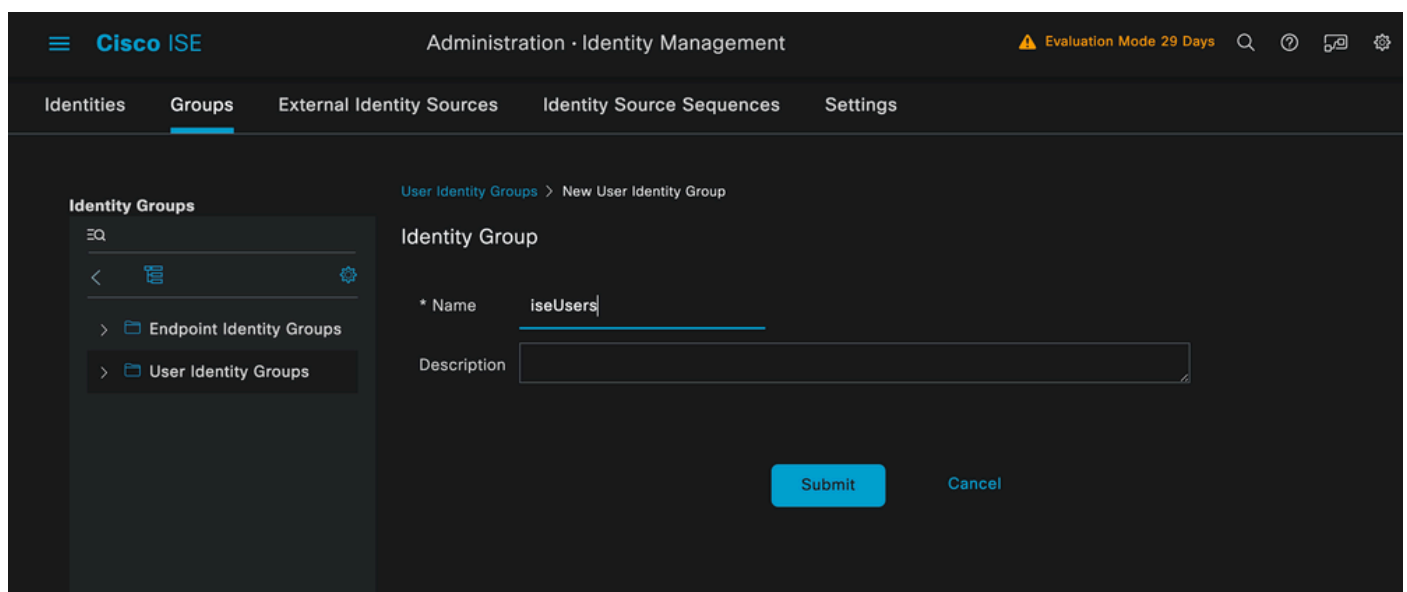 Cisco ISE
Administration · Identity Management
Evaluation Mode 29 Days
Identities Groups External Identity Sources Identity Source Sequences Settings
Identity Groups
Endpoint Identity Groups
User Identity Groups
User Identity Groups > New User Identity Group
Identity Group
* Name iseUsers
Description
Submit Cancel